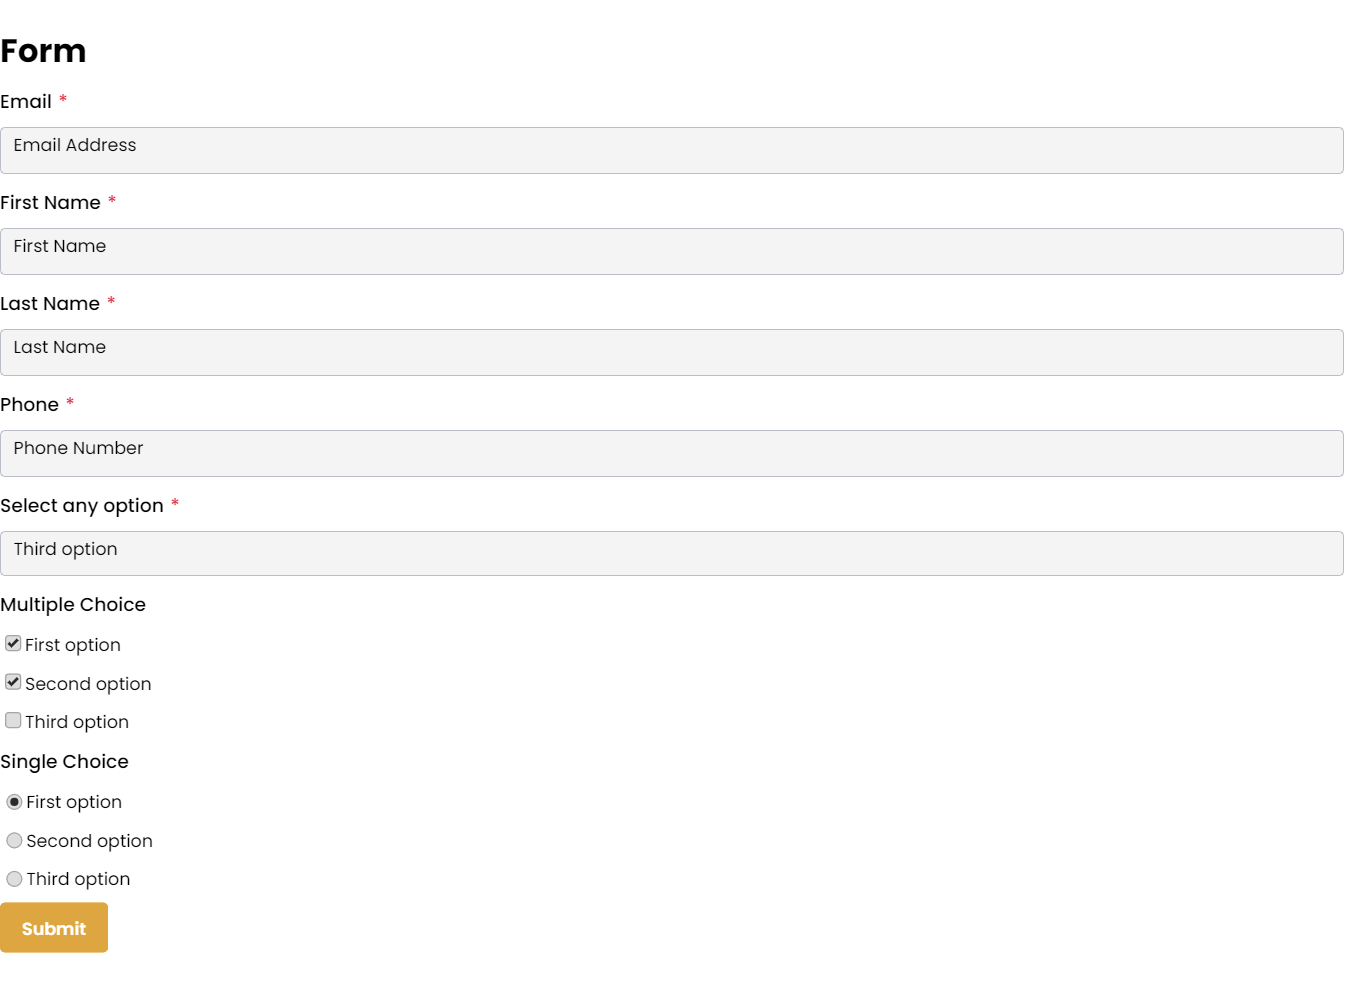 Form
Email *
Email Address
First Name *
First Name
Last Name *
Last Name
Phone *
Phone Number
Select any option *
Third option
Multiple Choice
First option
Second option
Third option
Single Choice
First option
Second option
Third option
Submit